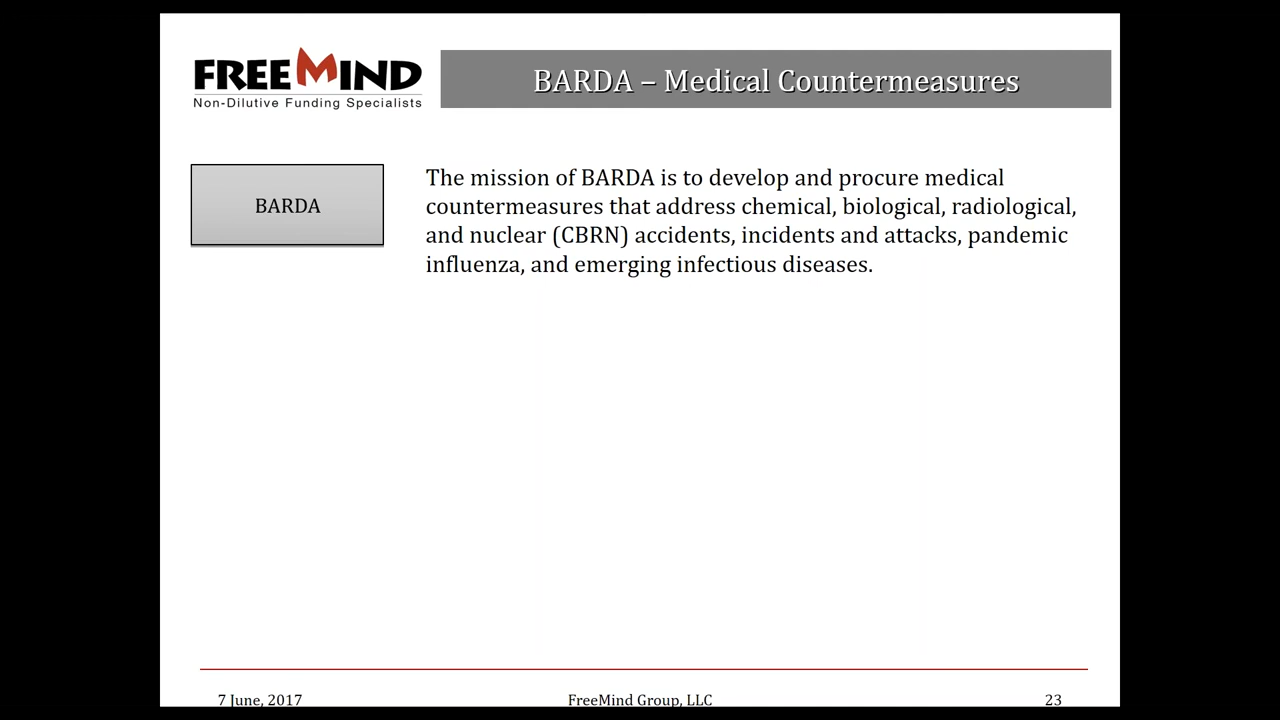 FREEMIND
Non-Dilutive Funding Specialists
BARDA – Medical Countermeasures
BARDA
The mission of BARDA is to develop and procure medical
countermeasures that address chemical, biological, radiological,
and nuclear (CBRN) accidents, incidents and attacks, pandemic
influenza, and emerging infectious diseases.
7 June, 2017
FreeMind Group, LLC
23